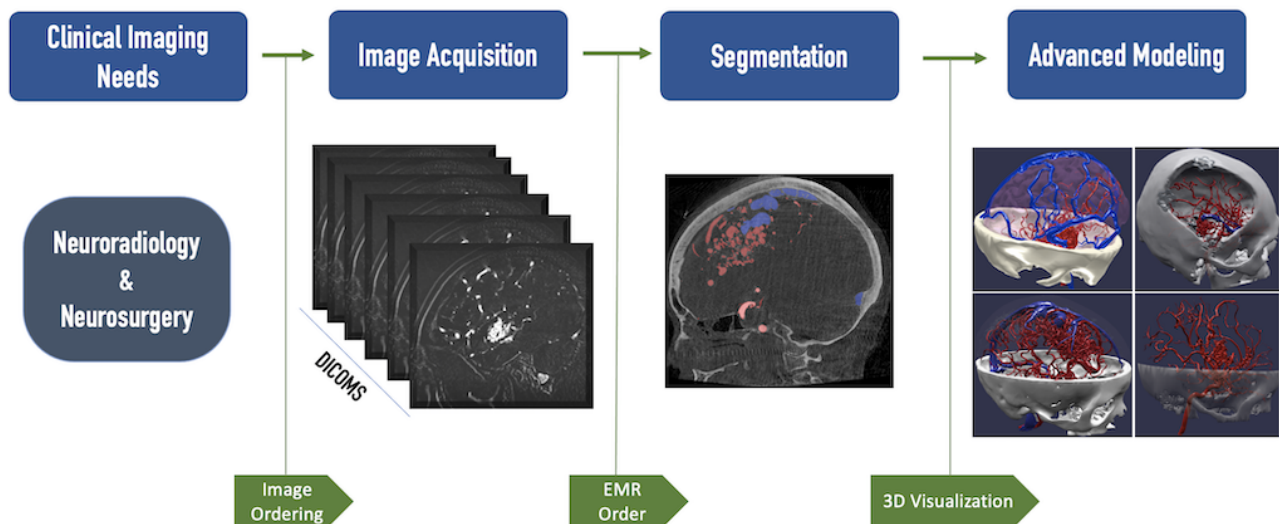 Clinical Imaging
Needs
Image Acquisition
Segmentation
Advanced Modeling
Neuroradiology
&
Neurosurgery
DICOMS
Image
Ordering
EMR
Order
3D Visualization